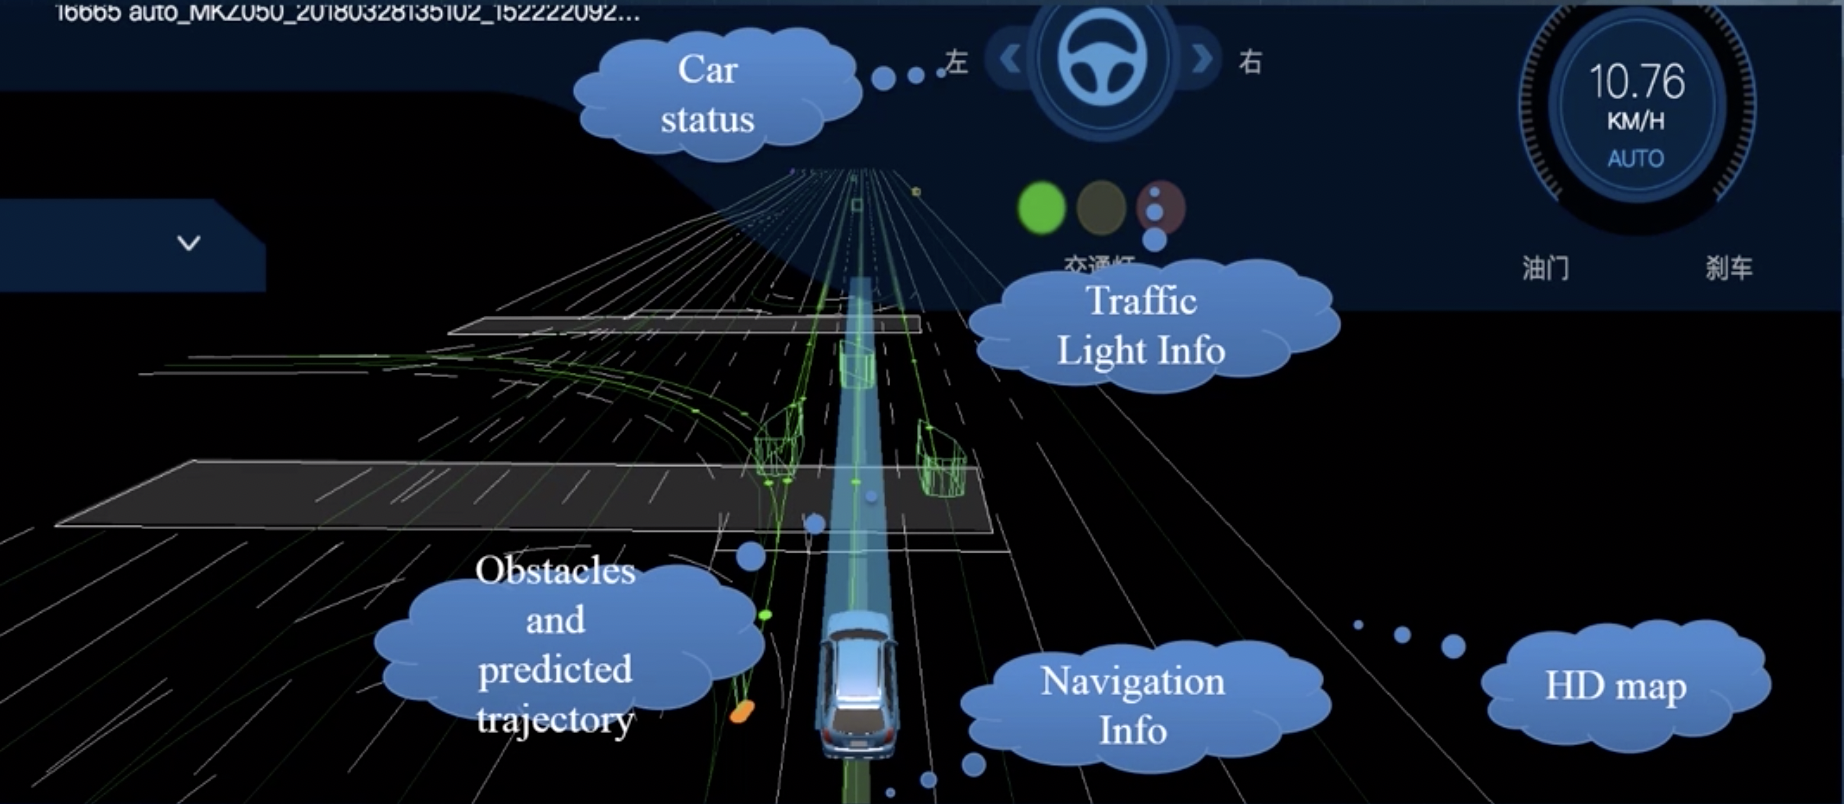 16665 auto_MKZ050_20180328135102_152222092...
Car
status
左
右
10.76
KM/H
AUTO
交通灯
油门
刹车
Traffic
Light Info
Obstacles
and
predicted
trajectory
Navigation
Info
HD map